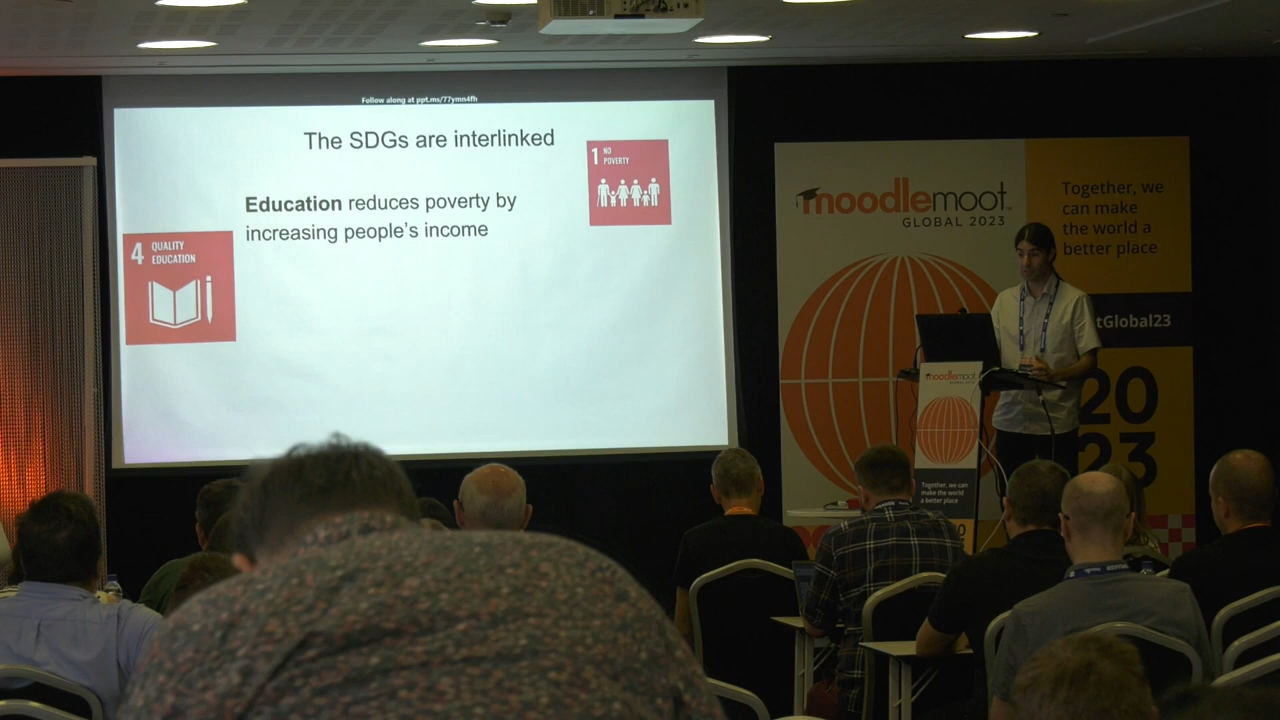 Follow along at ppt.ms/77ymn4fh
The SDGs are interlinked
1 NO
POVERTY
Education reduces poverty by
increasing people's income
4 QUALITY
EDUCATION
moodlemoot
GLOBAL 2023
Together, we
can make
the world a
better place
tGlobal23
20
23
moodlemoot
Together, we can
make the world
a better place